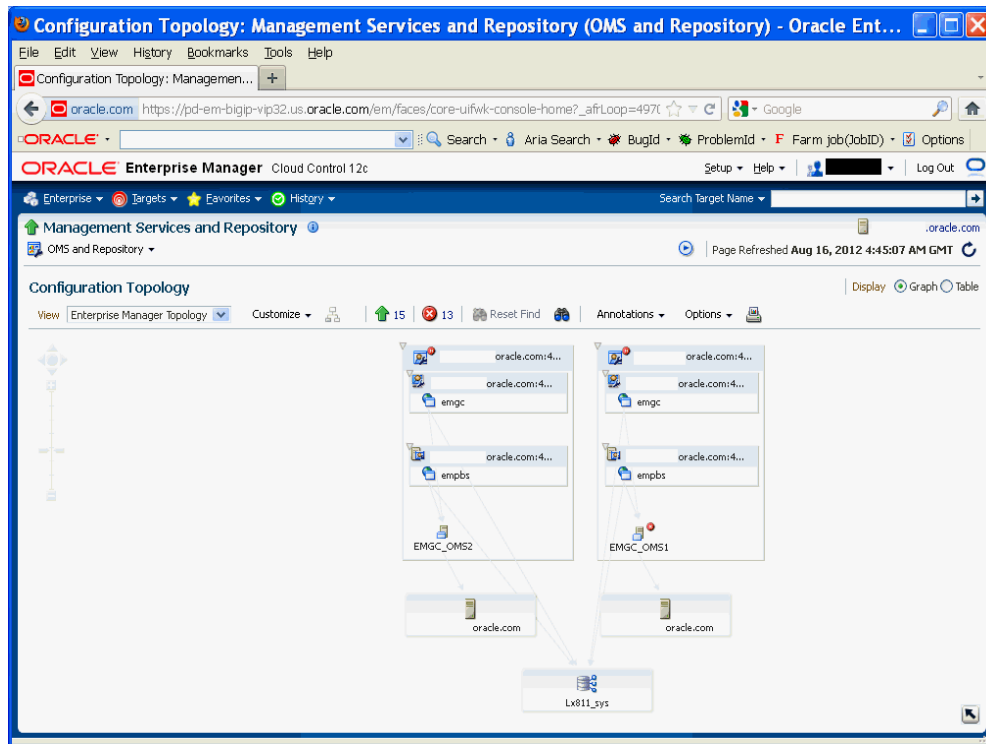 Configuration Topology: Management Services and Repository (OMS and Repository) - Oracle Ent...
File Edit View History Bookmarks Tools Help
Configuration Topology: Managemen... +
oracle.com https://pd-em-bigip-vip32.us.oracle.com/em/faces/core-uifwk-console-home?_afrLoop=497( Google
ORACLE Search Aria Search BugId ProblemId F Farm job(JobID) Options
ORACLE Enterprise Manager Cloud Control 12c Setup Help Log Out
Enterprise Targets Favorites History Search Target Name
Management Services and Repository .oracle.com
OMS and Repository Page Refreshed Aug 16, 2012 4:45:07 AM GMT
Configuration Topology Display Graph Table
View Enterprise Manager Topology Customize 15 13 Reset Find Annotations Options
oracle.com:4... oracle.com:4...
oracle.com:4... oracle.com:4...
emgc emgc
oracle.com:4... oracle.com:4...
empbs empbs
EMGC_OMS2 EMGC_OMS1
oracle.com oracle.com
Lx811_sys